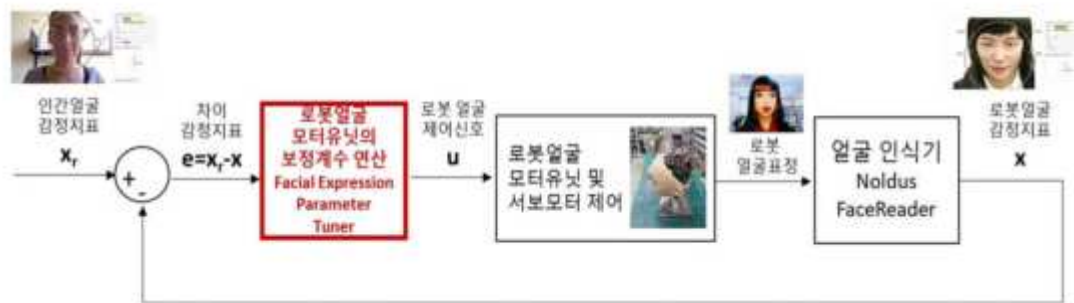 인간얼굴
감정지표
x_r
+
-
차이
감정지표
e=x_r-x
로봇얼굴
모터유닛의
보정계수 연산
Facial Expression
Parameter
Tuner
로봇 얼굴
제어신호
u
로봇얼굴
모터유닛 및
서보모터 제어
로봇
얼굴표정
얼굴 인식기
Noldus
FaceReader
로봇얼굴
감정지표
x